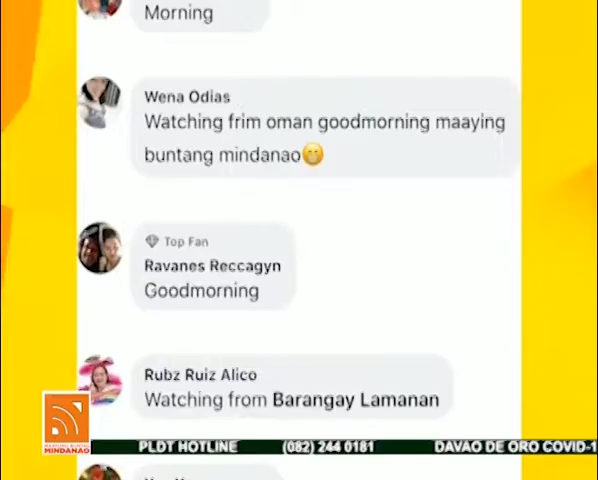 Morning
Wena Odias
Watching frim oman goodmorning maaying
buntang mindanao😁
Top Fan
Ravanes Reccagyn
Goodmorning
Rubz Ruiz Alico
Watching from Barangay Lamanan
MINDANAO
PLDT HOTLINE (082) 244 0181 DAVAO DE ORO COVID-1